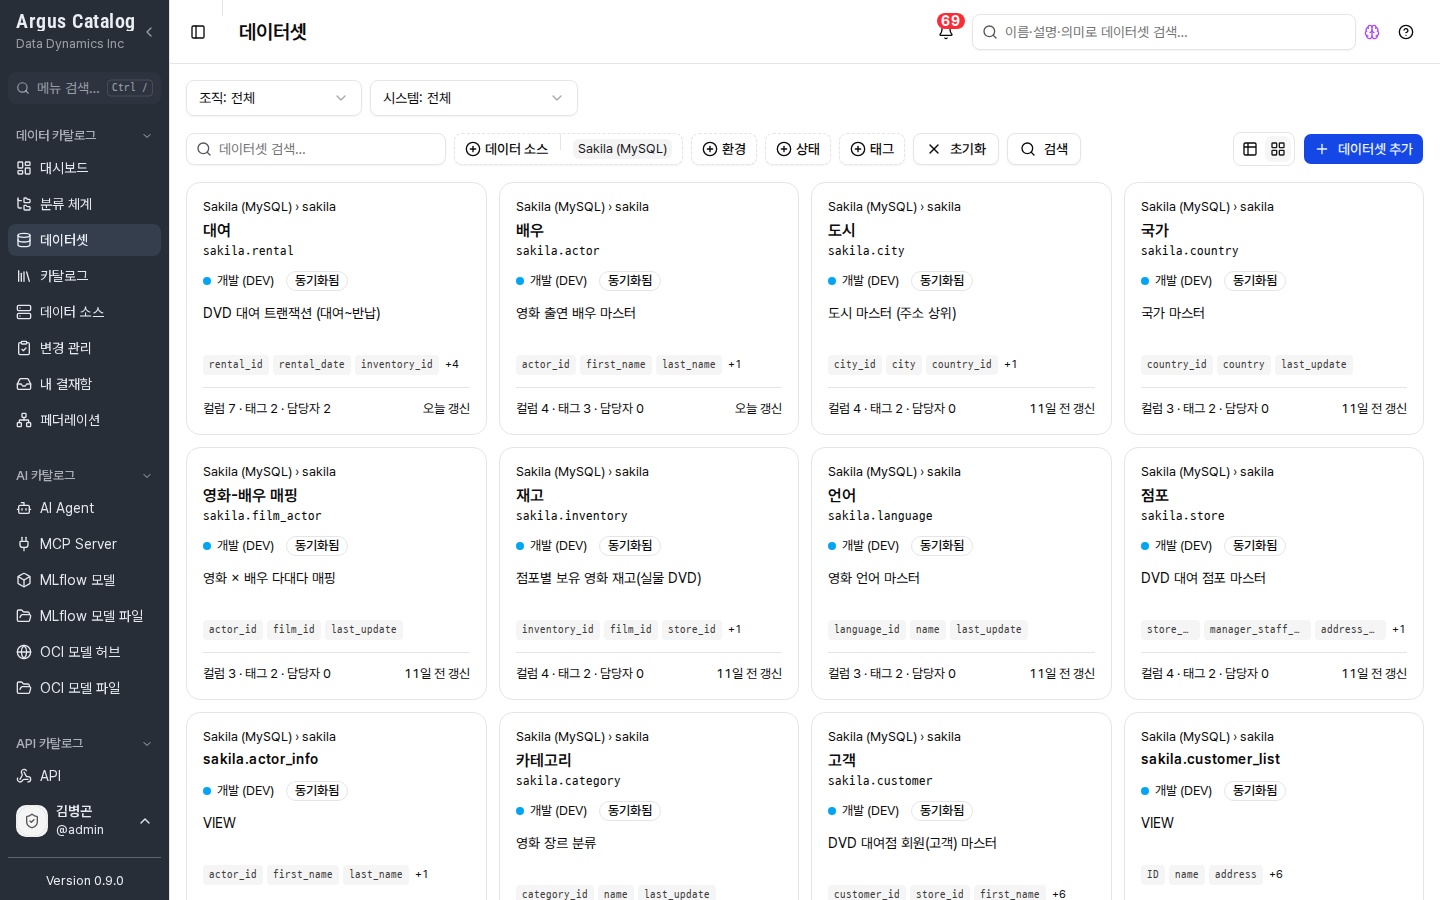 Argus Catalog
Data Dynamics Inc
메뉴 검색... Ctrl /
데이터 카탈로그
대시보드
분류 체계
데이터셋
카탈로그
데이터 소스
변경 관리
내 결재함
페더레이션
AI 카탈로그
AI Agent
MCP Server
MLflow 모델
MLflow 모델 파일
OCI 모델 허브
OCI 모델 파일
API 카탈로그
API
김병곤
@admin
Version 0.9.0
데이터셋
69
이름·설명·의미로 데이터셋 검색...
조직: 전체
시스템: 전체
데이터셋 검색...
데이터 소스 Sakila (MySQL)
환경
상태
태그
초기화
검색
데이터셋 추가
Sakila (MySQL) › sakila
대여
sakila.rental
개발 (DEV) 동기화됨
DVD 대여 트랜잭션 (대여~반납)
rental_id rental_date inventory_id +4
컬럼 7 · 태그 2 · 담당자 2 오늘 갱신
Sakila (MySQL) › sakila
배우
sakila.actor
개발 (DEV) 동기화됨
영화 출연 배우 마스터
actor_id first_name last_name +1
컬럼 4 · 태그 3 · 담당자 0 오늘 갱신
Sakila (MySQL) › sakila
도시
sakila.city
개발 (DEV) 동기화됨
도시 마스터 (주소 상위)
city_id city country_id +1
컬럼 4 · 태그 2 · 담당자 0 11일 전 갱신
Sakila (MySQL) › sakila
국가
sakila.country
개발 (DEV) 동기화됨
국가 마스터
country_id country last_update
컬럼 3 · 태그 2 · 담당자 0 11일 전 갱신
Sakila (MySQL) › sakila
영화-배우 매핑
sakila.film_actor
개발 (DEV) 동기화됨
영화 × 배우 다대다 매핑
actor_id film_id last_update
컬럼 3 · 태그 2 · 담당자 0 11일 전 갱신
Sakila (MySQL) › sakila
재고
sakila.inventory
개발 (DEV) 동기화됨
점포별 보유 영화 재고(실물 DVD)
inventory_id film_id store_id +1
컬럼 4 · 태그 2 · 담당자 0 11일 전 갱신
Sakila (MySQL) › sakila
언어
sakila.language
개발 (DEV) 동기화됨
영화 언어 마스터
language_id name last_update
컬럼 3 · 태그 2 · 담당자 0 11일 전 갱신
Sakila (MySQL) › sakila
점포
sakila.store
개발 (DEV) 동기화됨
DVD 대여 점포 마스터
store_… manager_staff_… address_… +1
컬럼 4 · 태그 2 · 담당자 0 11일 전 갱신
Sakila (MySQL) › sakila
sakila.actor_info
개발 (DEV) 동기화됨
VIEW
actor_id first_name last_name +1
Sakila (MySQL) › sakila
카테고리
sakila.category
개발 (DEV) 동기화됨
영화 장르 분류
category_id name last_update
Sakila (MySQL) › sakila
고객
sakila.customer
개발 (DEV) 동기화됨
DVD 대여점 회원(고객) 마스터
customer_id store_id first_name +6
Sakila (MySQL) › sakila
sakila.customer_list
개발 (DEV) 동기화됨
VIEW
ID name address +6